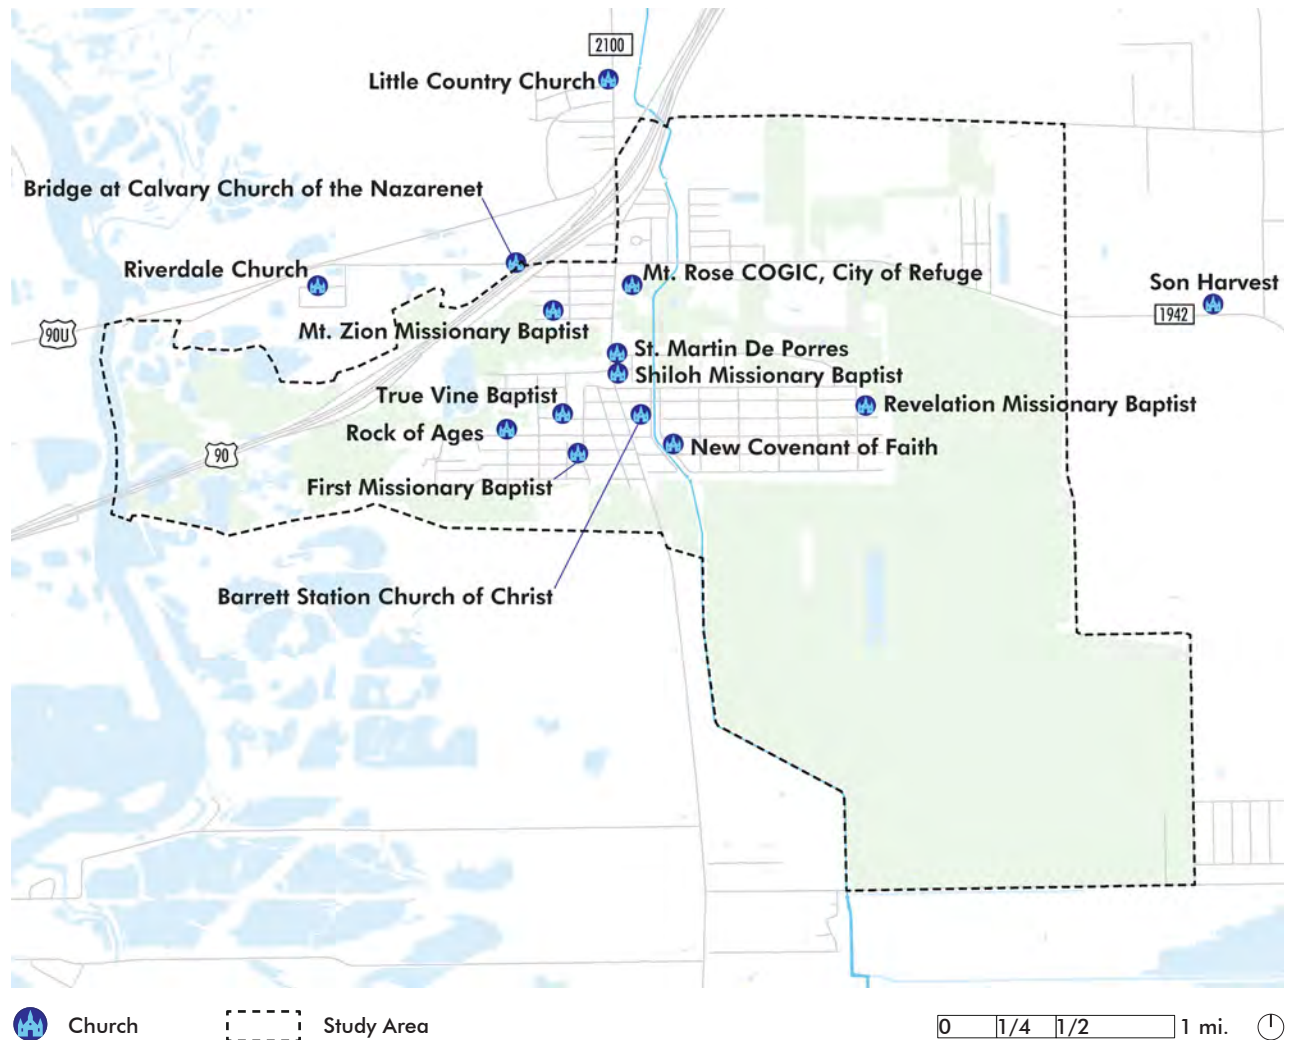 2100
Little Country Church
Bridge at Calvary Church of the Nazarenet
Riverdale Church
Mt. Rose COGIC, City of Refuge
Son Harvest
1942
90U
Mt. Zion Missionary Baptist
St. Martin De Porres
Shiloh Missionary Baptist
True Vine Baptist
Revelation Missionary Baptist
Rock of Ages
New Covenant of Faith
90
First Missionary Baptist
Barrett Station Church of Christ
Church
Study Area
0 1/4 1/2 1 mi.